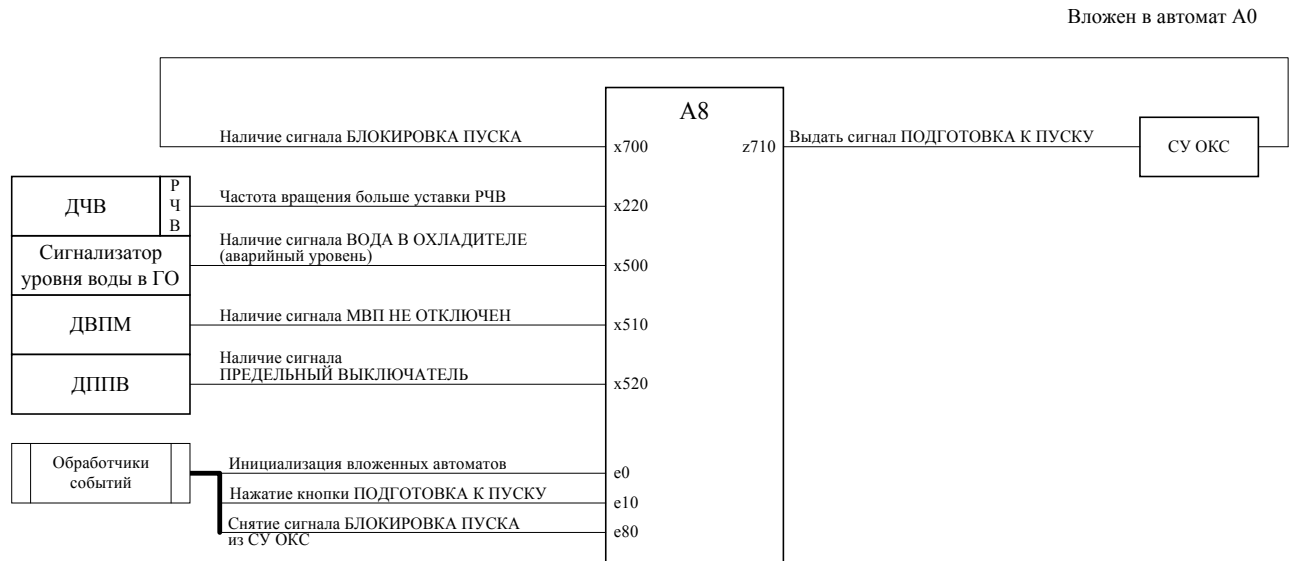 Вложен в автомат А0
А8
Наличие сигнала БЛОКИРОВКА ПУСКА
x700
z710
Выдать сигнал ПОДГОТОВКА К ПУСКУ
СУ ОКС
ДЧВ
Р
Ч
В
Частота вращения больше уставки РЧВ
x220
Сигнализатор
уровня воды в ГО
Наличие сигнала ВОДА В ОХЛАДИТЕЛЕ
(аварийный уровень)
x500
ДВПМ
Наличие сигнала МВП НЕ ОТКЛЮЧЕН
x510
ДППВ
Наличие сигнала
ПРЕДЕЛЬНЫЙ ВЫКЛЮЧАТЕЛЬ
x520
Обработчики
событий
Инициализация вложенных автоматов
e0
Нажатие кнопки ПОДГОТОВКА К ПУСКУ
e10
Снятие сигнала БЛОКИРОВКА ПУСКА
из СУ ОКС
e80